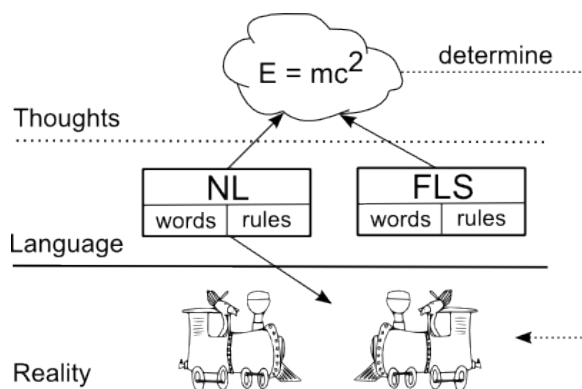 E = mc²
determine
Thoughts
NL
FLS
words rules
words rules
Language
Reality